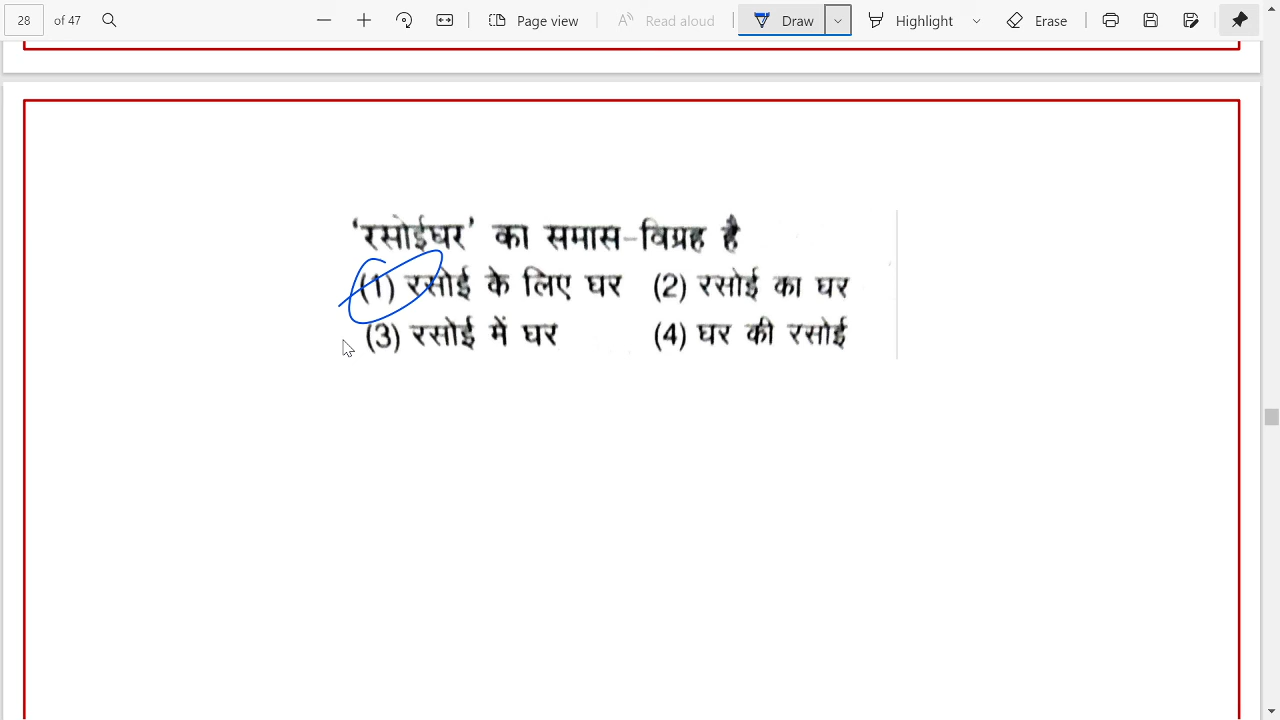 28 of 47 Page view Read aloud Draw Highlight Erase
‘रसोईघर’ का समास-विग्रह है
(1) रसोई के लिए घर (2) रसोई का घर
(3) रसोई में घर (4) घर की रसोई